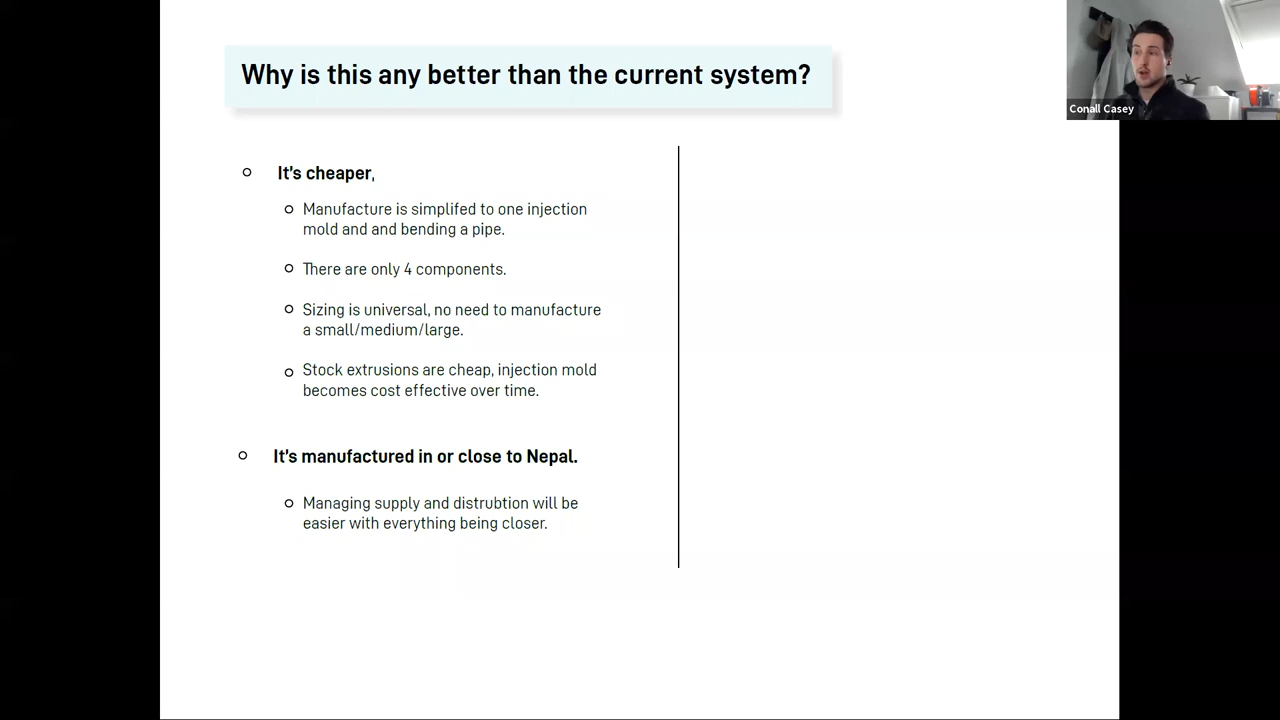 Why is this any better than the current system?
Conall Casey
It's cheaper,
Manufacture is simplifed to one injection
mold and and bending a pipe.
There are only 4 components.
Sizing is universal, no need to manufacture
a small/medium/large.
Stock extrusions are cheap, injection mold
becomes cost effective over time.
It's manufactured in or close to Nepal.
Managing supply and distrubtion will be
easier with everything being closer.